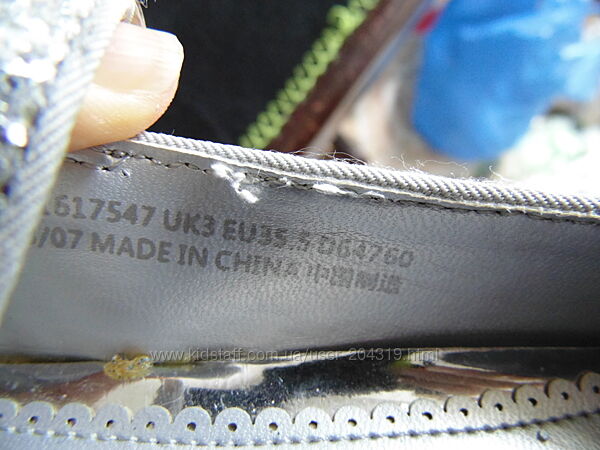 1617547 UK3 EU35.5 D64760
/07 MADE IN CHINA 中国制造
www.kidstaff.com.ua/user-204319.html